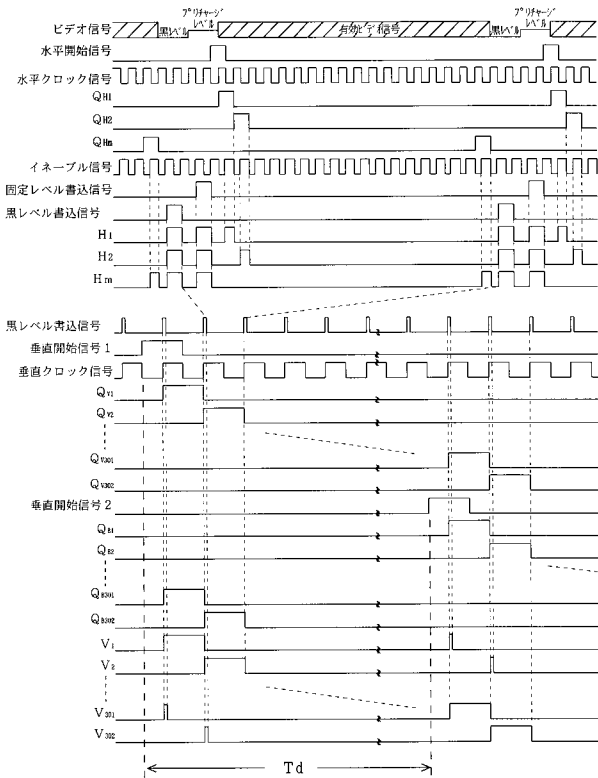 プリチャージ プリチャージ
レベル レベル
ビデオ信号 黒レベル 有効ビデオ信号 黒レベル
水平開始信号
水平クロック信号
QH1
QH2
QHm
イネーブル信号
固定レベル書込信号
黒レベル書込信号
H1
H2
Hm
黒レベル書込信号
垂直開始信号1
垂直クロック信号
QV1
QV2
QV301
QV302
垂直開始信号2
QB1
QB2
QB301
QB302
V1
V2
V301
V302
Td